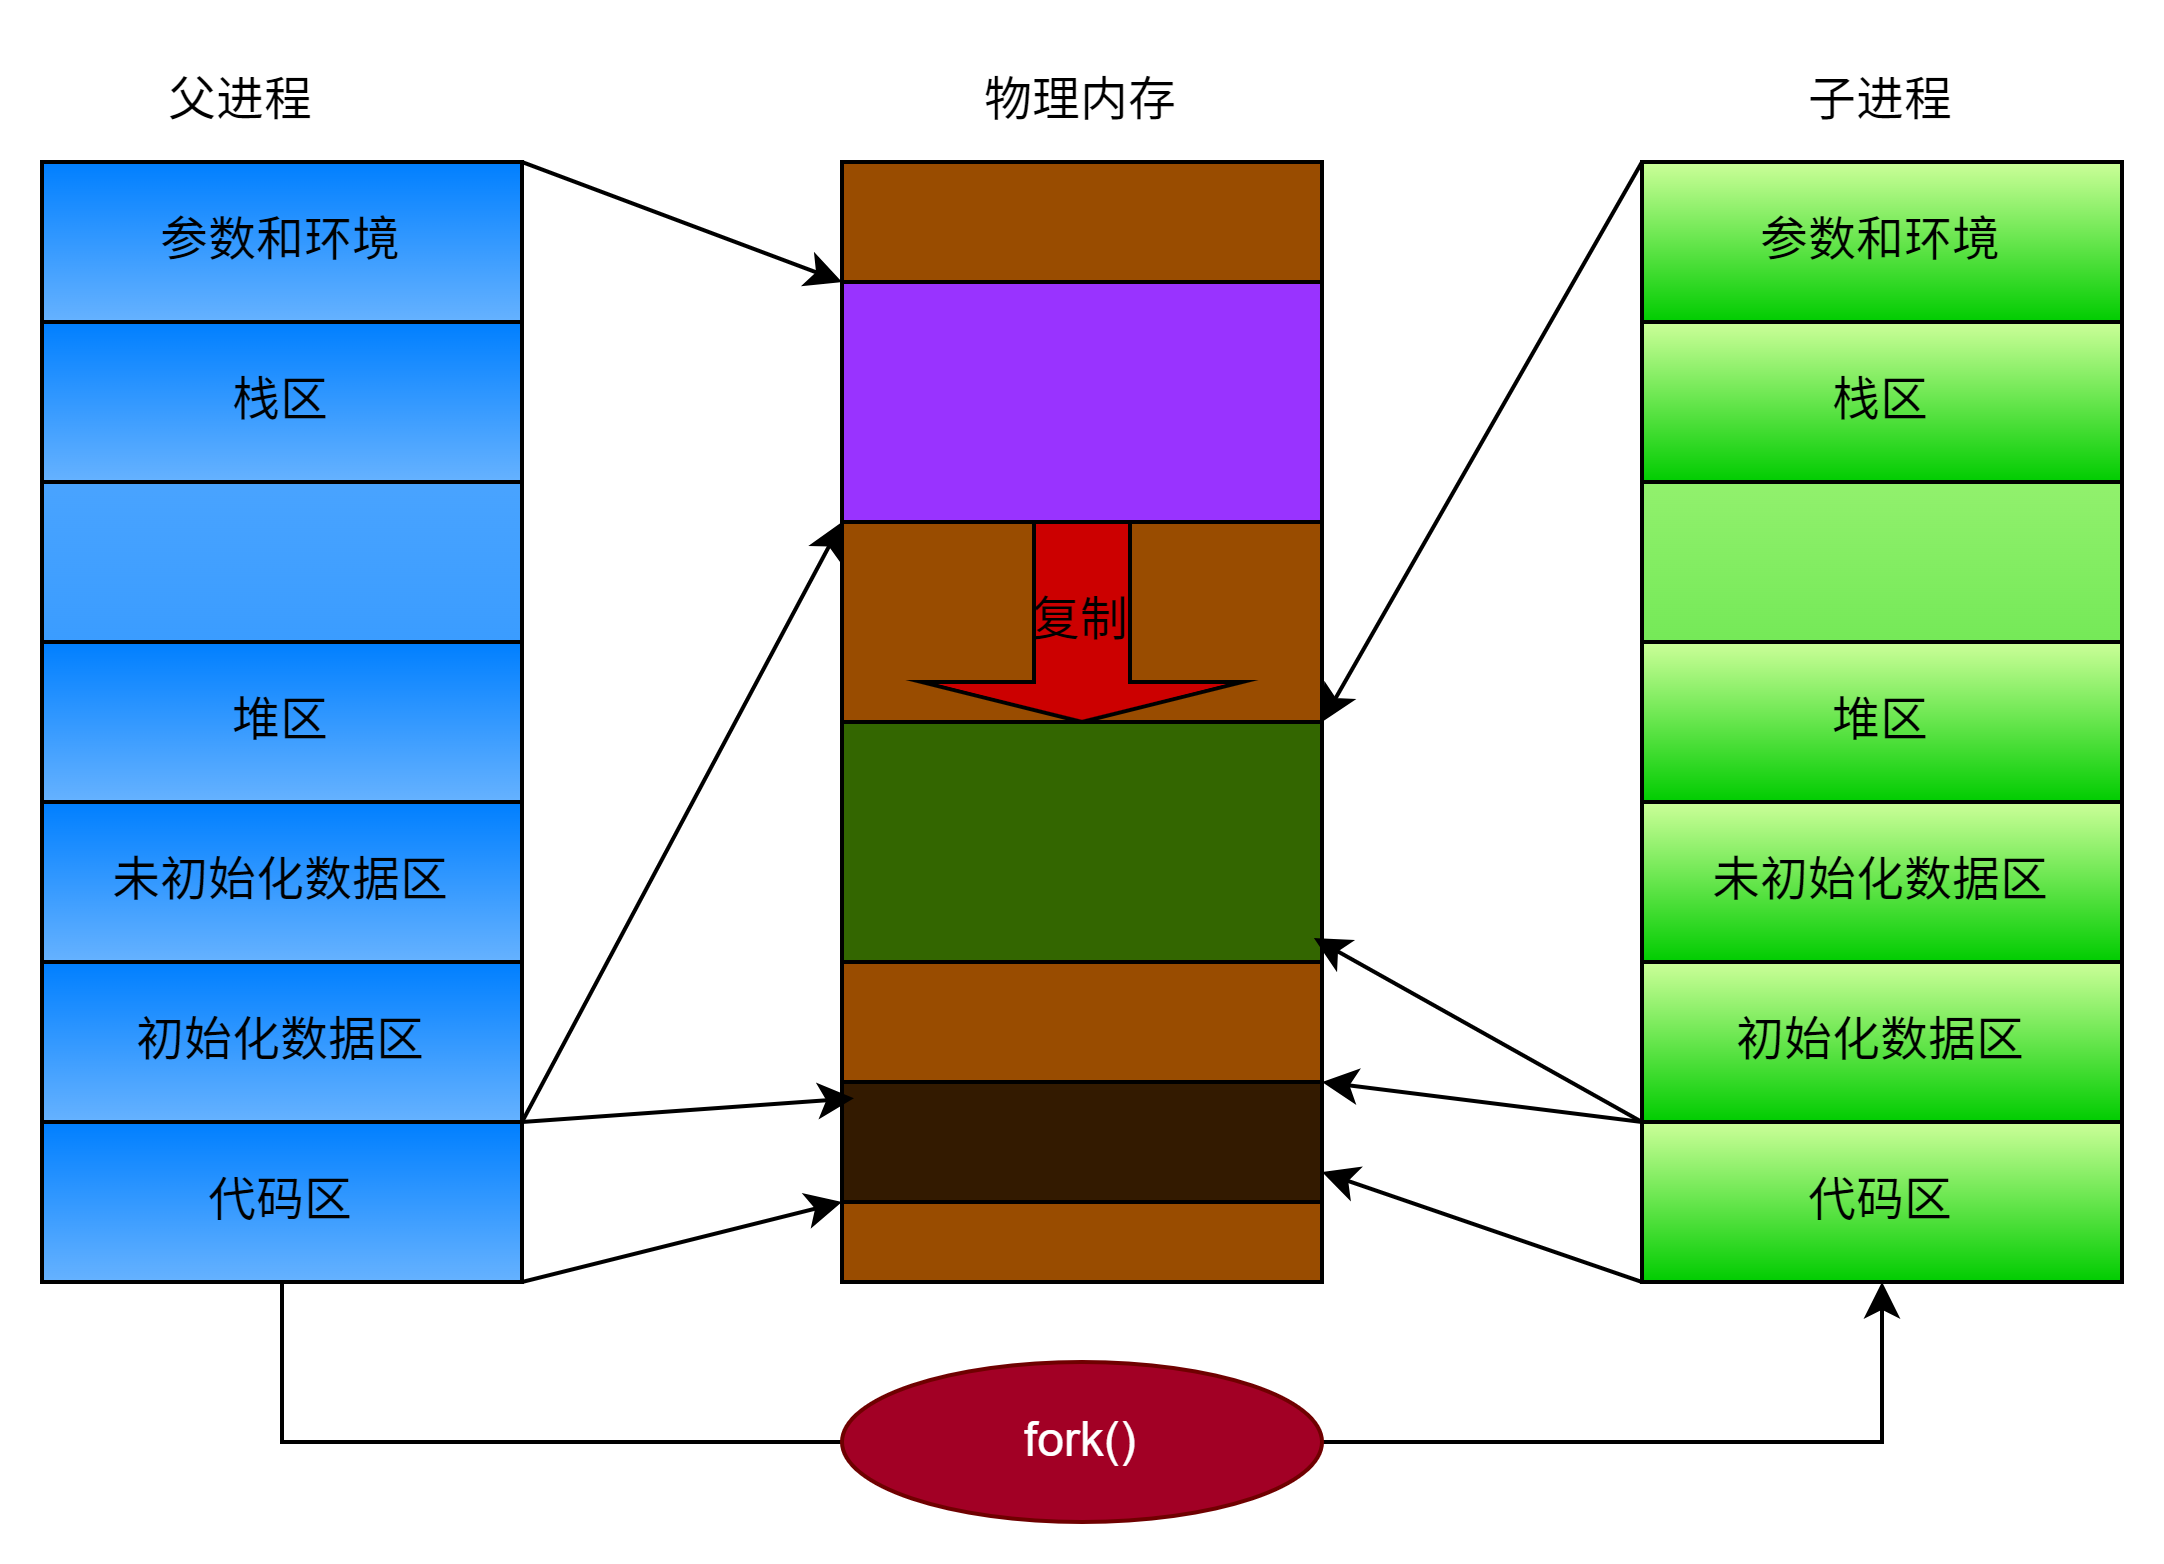 父进程
物理内存
子进程
参数和环境
栈区
堆区
未初始化数据区
初始化数据区
代码区
复制
参数和环境
栈区
堆区
未初始化数据区
初始化数据区
代码区
fork()